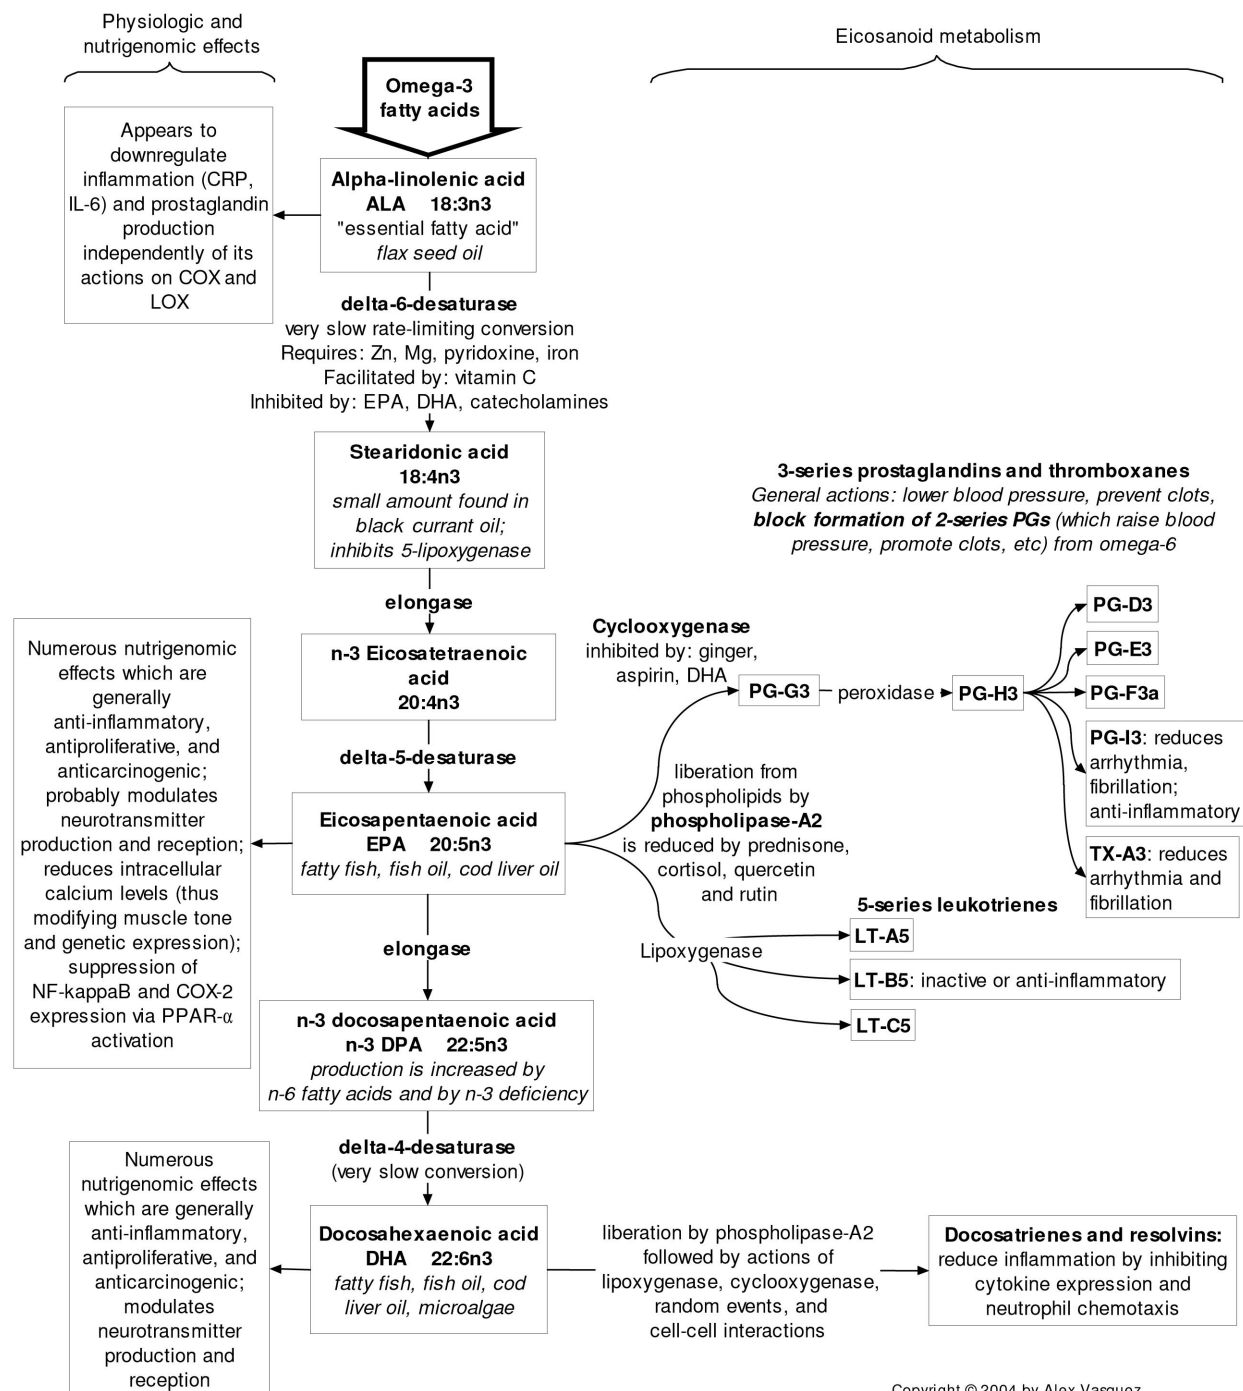 Physiologic and
nutrigenomic effects
Eicosanoid metabolism
Omega-3
fatty acids
Appears to
downregulate
inflammation (CRP,
IL-6) and prostaglandin
production
independently of its
actions on COX and
LOX
Alpha-linolenic acid
ALA 18:3n3
"essential fatty acid"
flax seed oil
delta-6-desaturase
very slow rate-limiting conversion
Requires: Zn, Mg, pyridoxine, iron
Facilitated by: vitamin C
Inhibited by: EPA, DHA, catecholamines
Stearidonic acid
18:4n3
small amount found in
black currant oil;
inhibits 5-lipoxygenase
3-series prostaglandins and thromboxanes
General actions: lower blood pressure, prevent clots,
block formation of 2-series PGs (which raise blood
pressure, promote clots, etc) from omega-6
elongase
n-3 Eicosatetraenoic
acid
20:4n3
delta-5-desaturase
Cyclooxygenase
inhibited by: ginger,
aspirin, DHA
PG-G3
peroxidase
PG-H3
PG-D3
PG-E3
PG-F3a
PG-I3: reduces
arrhythmia,
fibrillation;
anti-inflammatory
TX-A3: reduces
arrhythmia and
fibrillation
Numerous nutrigenomic
effects which are
generally
anti-inflammatory,
antiproliferative, and
anticarcinogenic;
probably modulates
neurotransmitter
production and reception;
reduces intracellular
calcium levels (thus
modifying muscle tone
and genetic expression);
suppression of
NF-kappaB and COX-2
expression via PPAR-α
activation
Eicosapentaenoic acid
EPA 20:5n3
fatty fish, fish oil, cod liver oil
liberation from
phospholipids by
phospholipase-A2
is reduced by prednisone,
cortisol, quercetin
and rutin
5-series leukotrienes
Lipoxygenase
LT-A5
LT-B5: inactive or anti-inflammatory
LT-C5
elongase
n-3 docosapentaenoic acid
n-3 DPA 22:5n3
production is increased by
n-6 fatty acids and by n-3 deficiency
delta-4-desaturase
(very slow conversion)
Numerous
nutrigenomic effects
which are generally
anti-inflammatory,
antiproliferative, and
anticarcinogenic;
modulates
neurotransmitter
production and
reception
Docosahexaenoic acid
DHA 22:6n3
fatty fish, fish oil, cod
liver oil, microalgae
liberation by phospholipase-A2
followed by actions of
lipoxygenase, cyclooxygenase,
random events, and
cell-cell interactions
Docosatrienes and resolvins:
reduce inflammation by inhibiting
cytokine expression and
neutrophil chemotaxis
Copyright © 2004 by Alex Vasquez